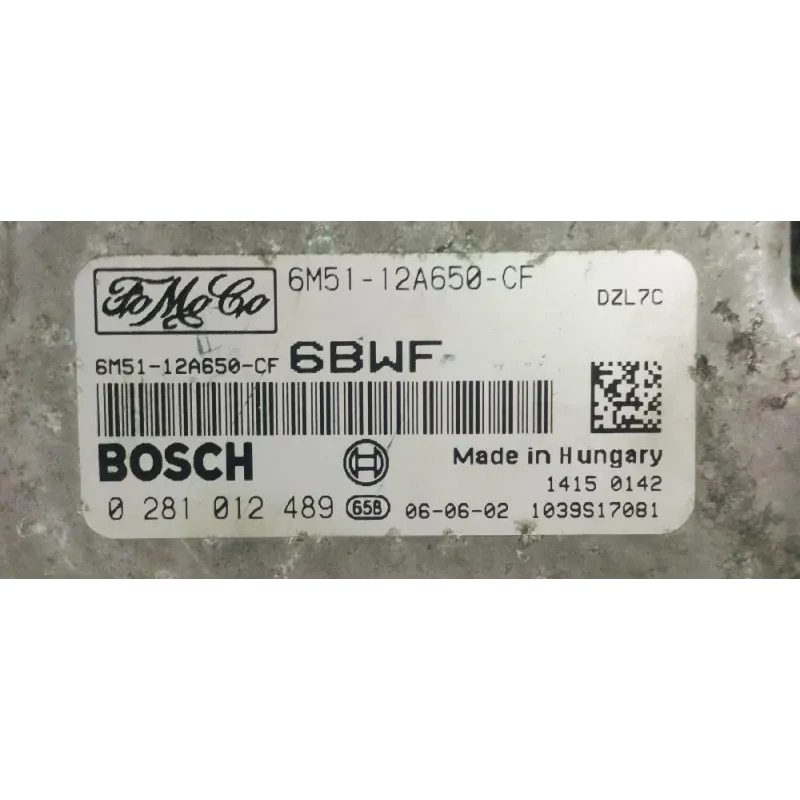 FoMoCo
6M51-12A650-CF
DZL7C
6M51-12A650-CF 6BWF
BOSCH
Made in Hungary
1415 0142
0 281 012 489 658 06-06-02 1039S17081